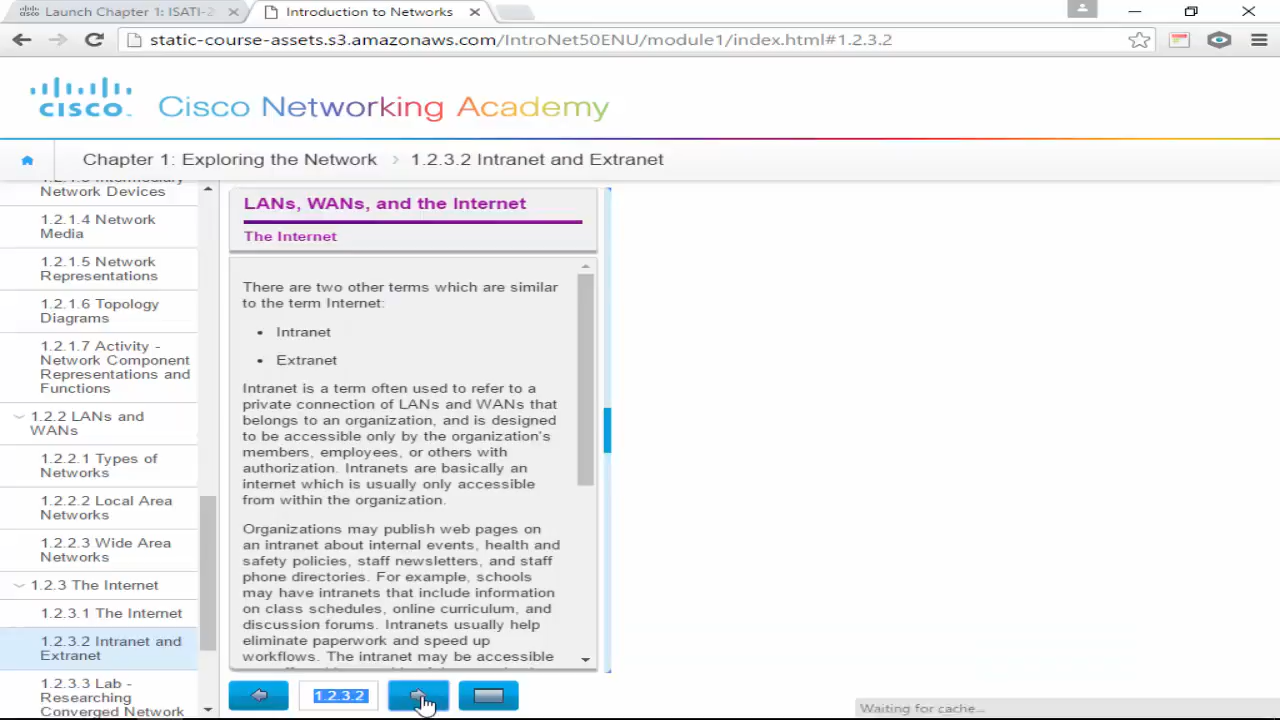 Launch Chapter 1: ISATI-2
Introduction to Networks
static-course-assets.s3.amazonaws.com/IntroNet50ENU/module1/index.html#1.2.3.2
cisco.
Cisco Networking Academy
Chapter 1: Exploring the Network > 1.2.3.2 Intranet and Extranet
Network Devices
1.2.1.4 Network
Media
1.2.1.5 Network
Representations
1.2.1.6 Topology
Diagrams
1.2.1.7 Activity -
Network Component
Representations and
Functions
1.2.2 LANs and
WANs
1.2.2.1 Types of
Networks
1.2.2.2 Local Area
Networks
1.2.2.3 Wide Area
Networks
1.2.3 The Internet
1.2.3.1 The Internet
1.2.3.2 Intranet and
Extranet
1.2.3.3 Lab -
Researching
Converged Network
LANs, WANs, and the Internet
The Internet
There are two other terms which are similar
to the term Internet:
• Intranet
• Extranet
Intranet is a term often used to refer to a
private connection of LANs and WANs that
belongs to an organization, and is designed
to be accessible only by the organization's
members, employees, or others with
authorization. Intranets are basically an
internet which is usually only accessible
from within the organization.
Organizations may publish web pages on
an intranet about internal events, health and
safety policies, staff newsletters, and staff
phone directories. For example, schools
may have intranets that include information
on class schedules, online curriculum, and
discussion forums. Intranets usually help
eliminate paperwork and speed up
workflows. The intranet may be accessible
1.2.3.2
Waiting for cache...